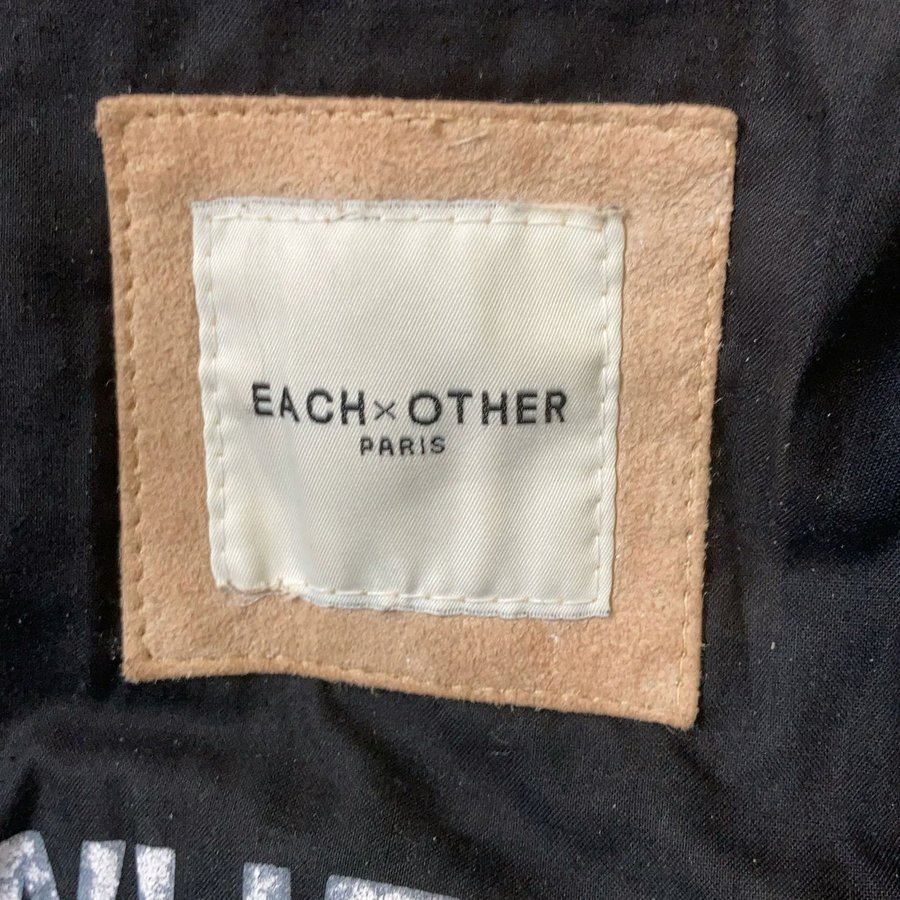 EACH × OTHER
PARIS